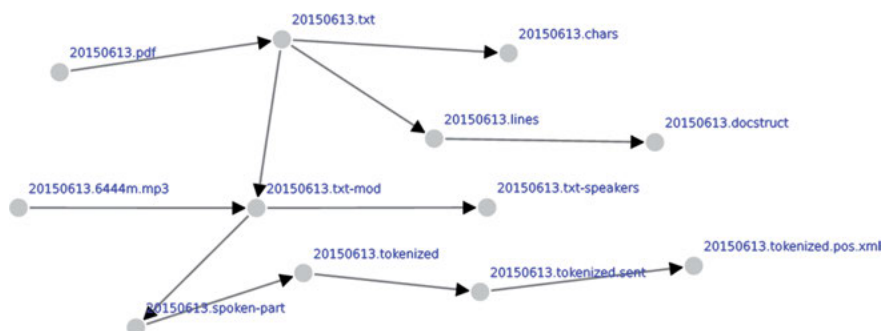 20150613.txt
20150613.chars
20150613.pdf
20150613.lines
20150613.docstruct
20150613.6444m.mp3
20150613.txt-mod
20150613.txt-speakers
20150613.tokenized
20150613.tokenized.pos.xml
20150613.tokenized.sent
20150613.spoken-part